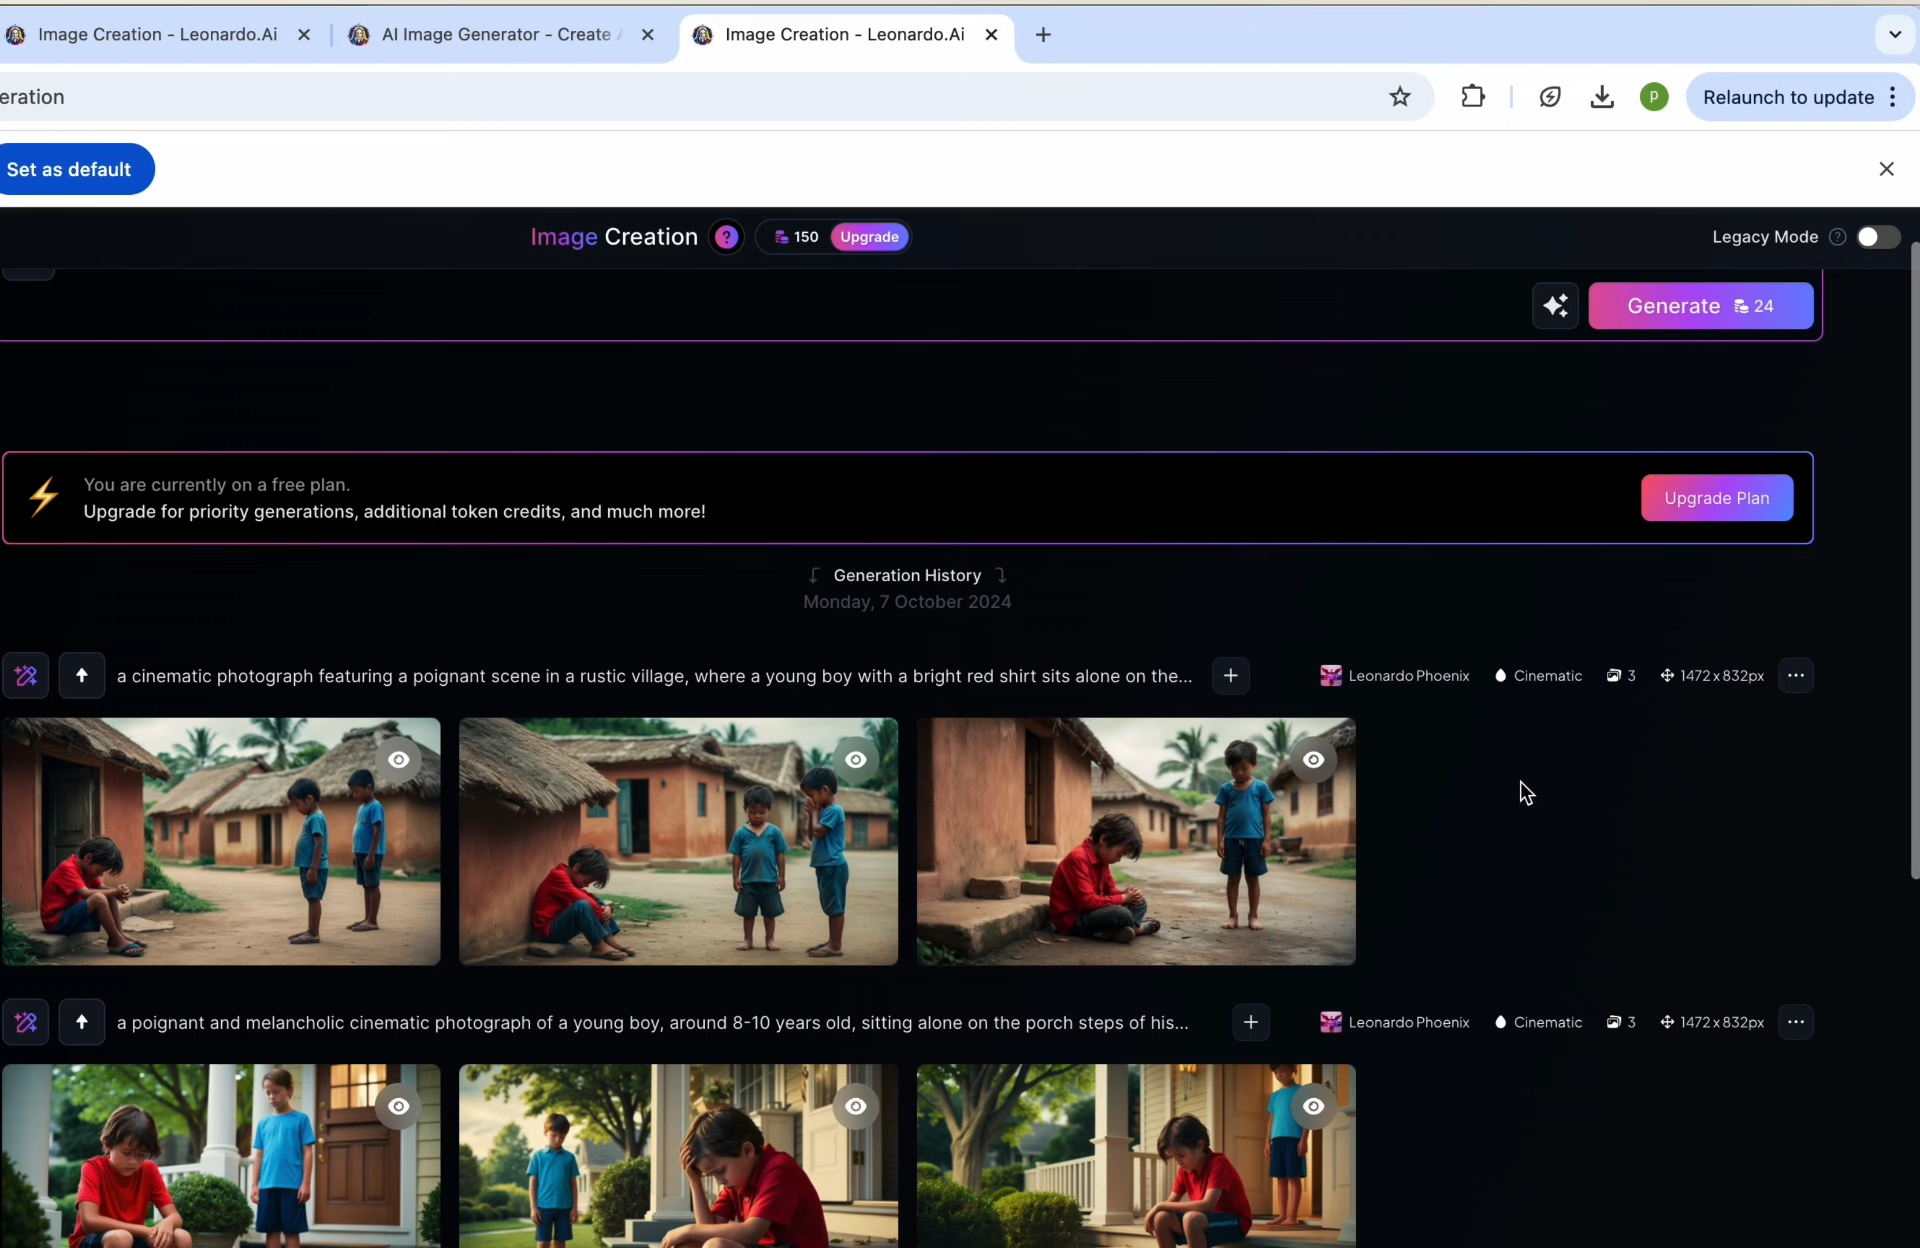 Image Creation - Leonardo.Ai
AI Image Generator - Create
Image Creation - Leonardo.Ai
eration
p
Relaunch to update
Set as default
Image Creation ? 150 Upgrade
Legacy Mode ?
Generate 24
You are currently on a free plan.
Upgrade for priority generations, additional token credits, and much more!
Upgrade Plan
Generation History
Monday, 7 October 2024
a cinematic photograph featuring a poignant scene in a rustic village, where a young boy with a bright red shirt sits alone on the...
Leonardo Phoenix Cinematic 3 1472 x 832px
a poignant and melancholic cinematic photograph of a young boy, around 8-10 years old, sitting alone on the porch steps of his...
Leonardo Phoenix Cinematic 3 1472 x 832px